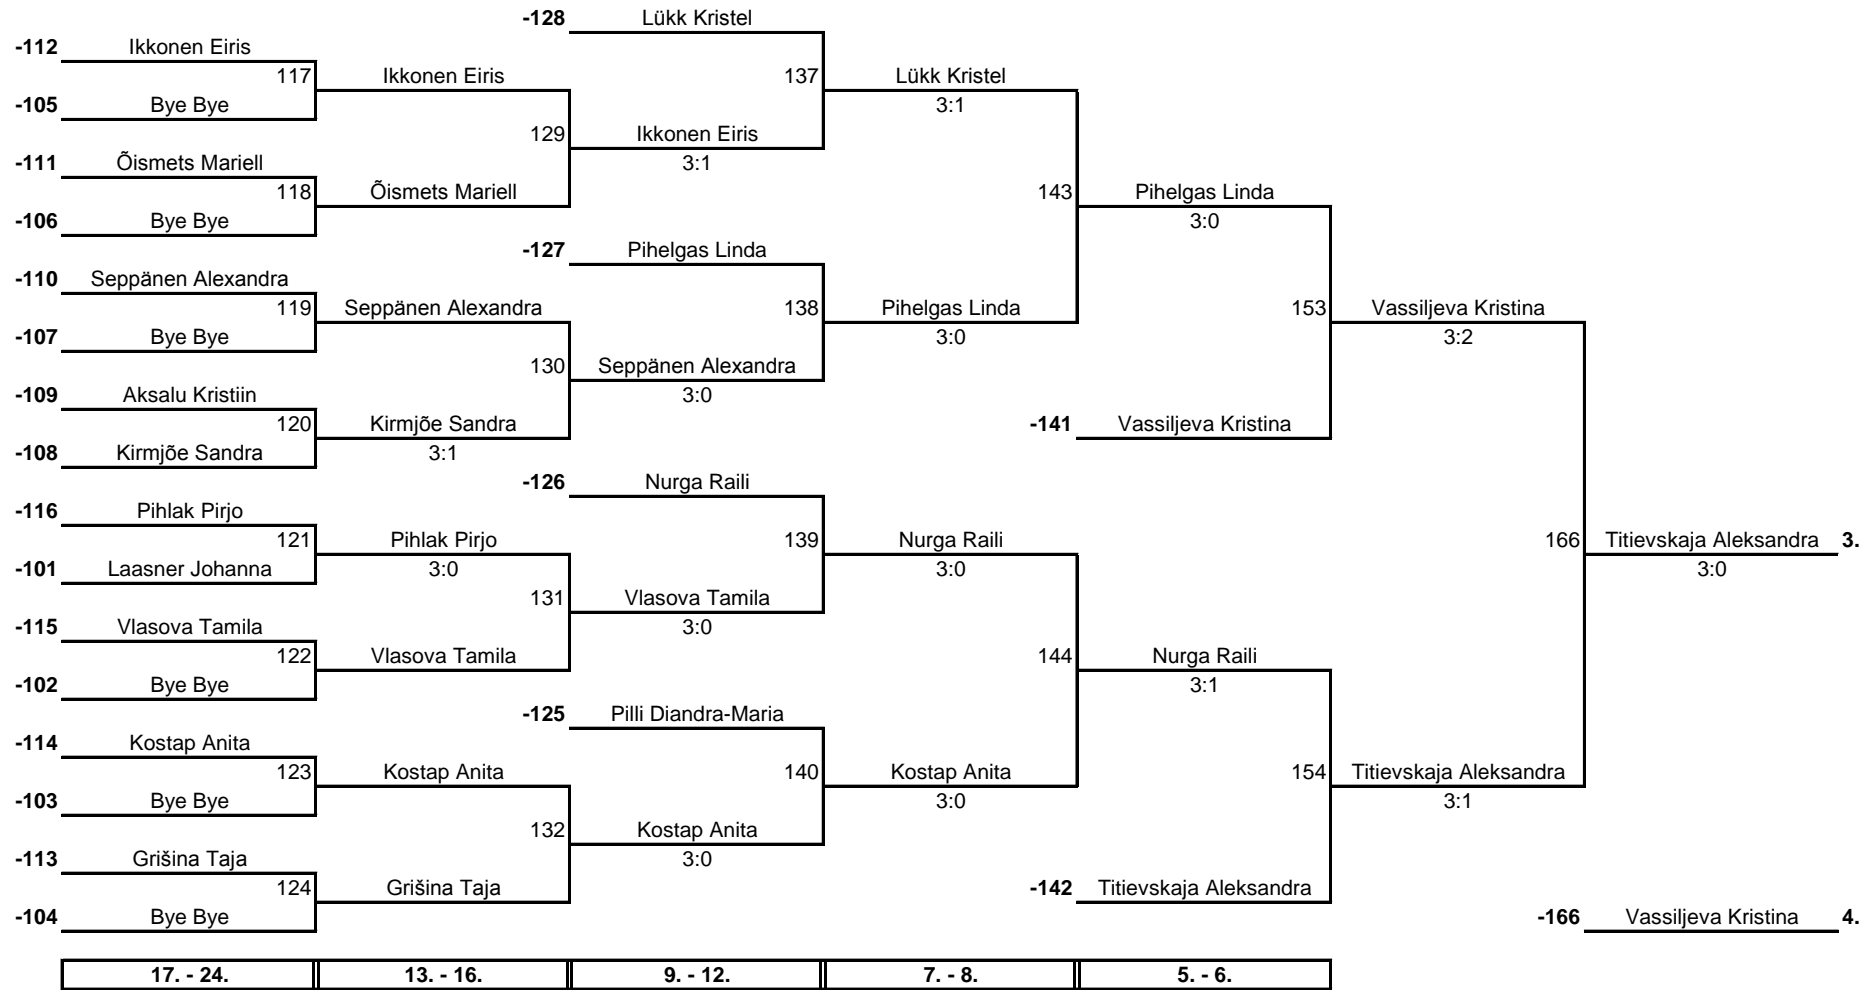 -128 Lükk Kristel
-112 Ikkonen Eiris
117 Ikkonen Eiris 137 Lükk Kristel
-105 Bye Bye 3:1
129 Ikkonen Eiris
-111 Õismets Mariell 3:1
118 Õismets Mariell 143 Pihelgas Linda
-106 Bye Bye 3:0
-127 Pihelgas Linda
-110 Seppänen Alexandra
119 Seppänen Alexandra 138 Pihelgas Linda 153 Vassiljeva Kristina
-107 Bye Bye 3:0 3:2
130 Seppänen Alexandra
-109 Aksalu Kristiin 3:0
120 Kirmjõe Sandra -141 Vassiljeva Kristina
-108 Kirmjõe Sandra 3:1
-126 Nurga Raili
-116 Pihlak Pirjo
121 Pihlak Pirjo 139 Nurga Raili 166 Titievskaja Aleksandra 3.
-101 Laasner Johanna 3:0 3:0 3:0
131 Vlasova Tamila
-115 Vlasova Tamila 3:0
122 Vlasova Tamila 144 Nurga Raili
-102 Bye Bye 3:1
-125 Pilli Diandra-Maria
-114 Kostap Anita
123 Kostap Anita 140 Kostap Anita 154 Titievskaja Aleksandra
-103 Bye Bye 3:0 3:1
132 Kostap Anita
-113 Grišina Taja 3:0
124 Grišina Taja -142 Titievskaja Aleksandra
-104 Bye Bye -166 Vassiljeva Kristina 4.
17. - 24. 13. - 16. 9. - 12. 7. - 8. 5. - 6.